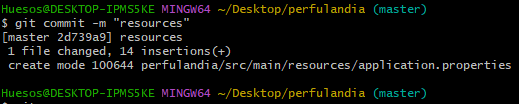 Huesos@DESKTOP-IPMS5KE MINGW64 ~/Desktop/perfulandia (master)
$ git commit -m "resources"
[master 2d739a9] resources
 1 file changed, 14 insertions(+)
 create mode 100644 perfulandia/src/main/resources/application.properties

Huesos@DESKTOP-IPMS5KE MINGW64 ~/Desktop/perfulandia (master)